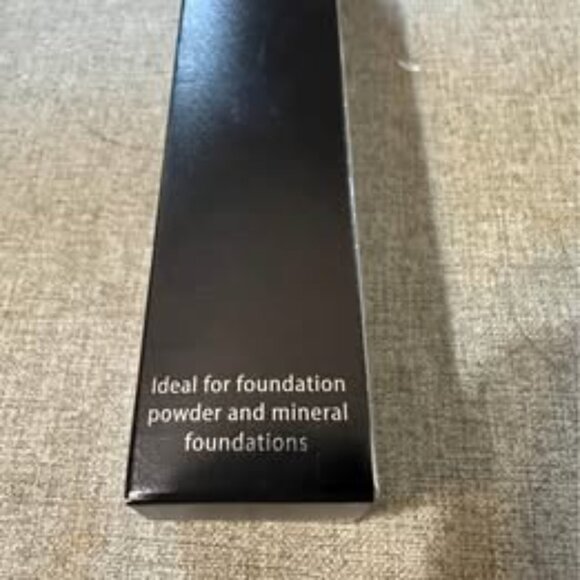 Ideal for foundation
powder and mineral
foundations